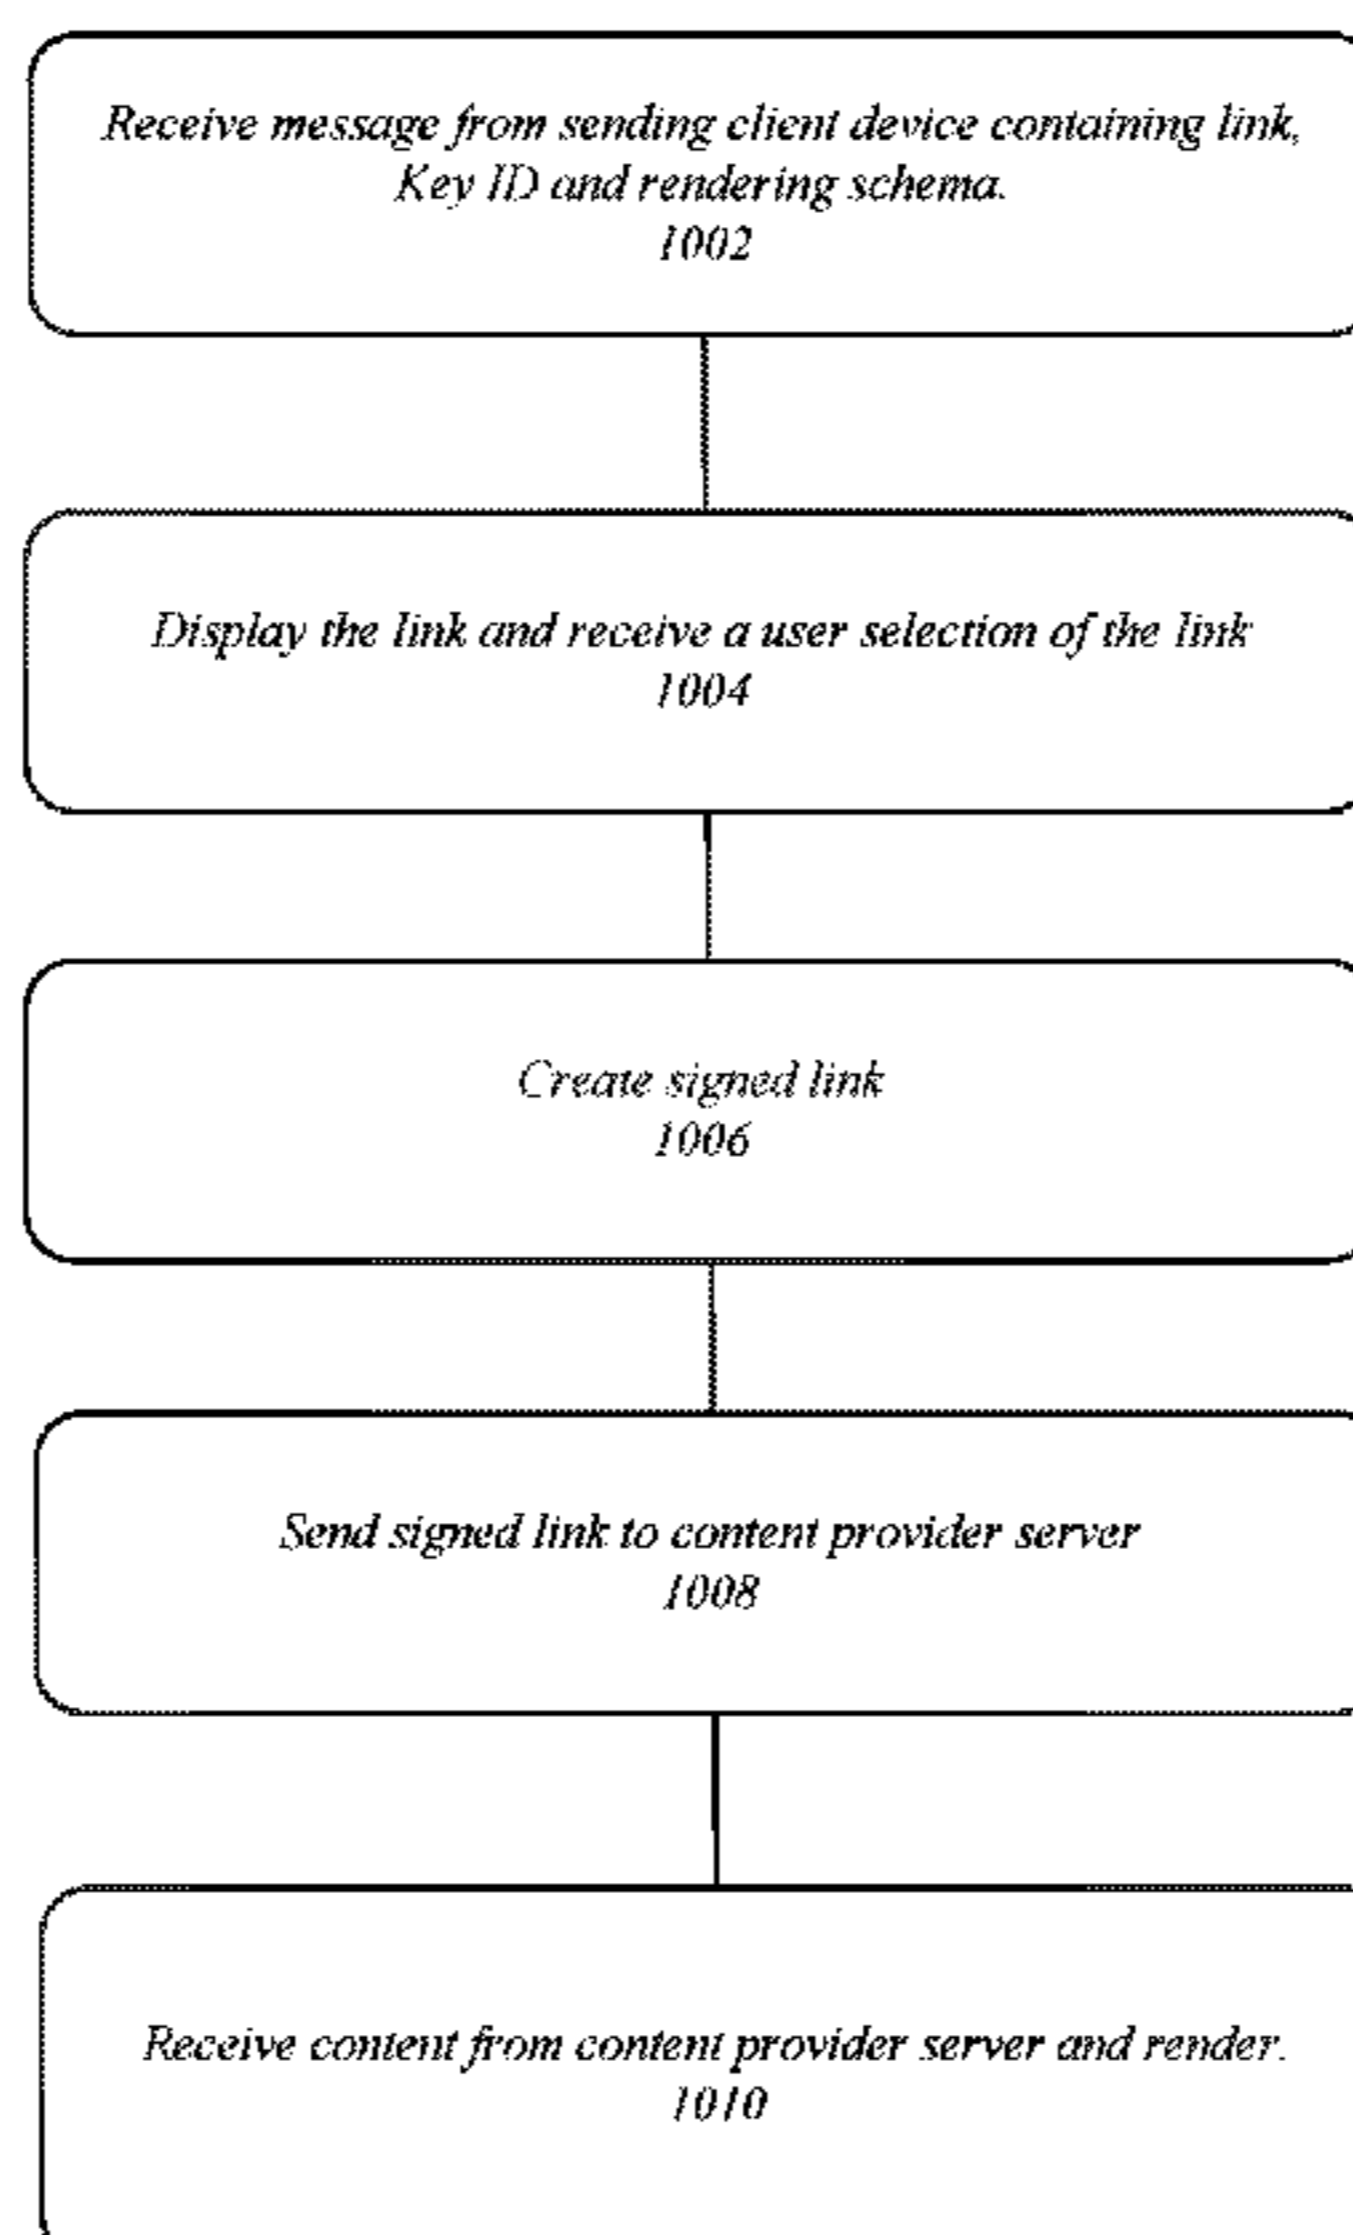 Receive message from sending client device containing link,
Key ID and rendering schema.
1002
Display the link and receive a user selection of the link
1004
Create signed link
1006
Send signed link to content provider server
1008
Receive content from content provider server and render.
1010